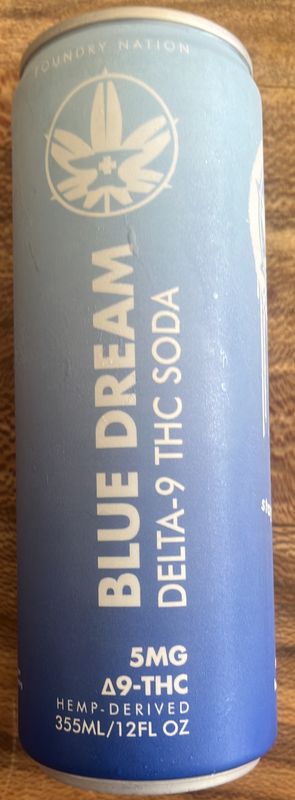 FOUNDRY NATION
BLUE DREAM
DELTA-9 THC SODA
5MG
Δ9-THC
HEMP-DERIVED
355ML/12FL OZ